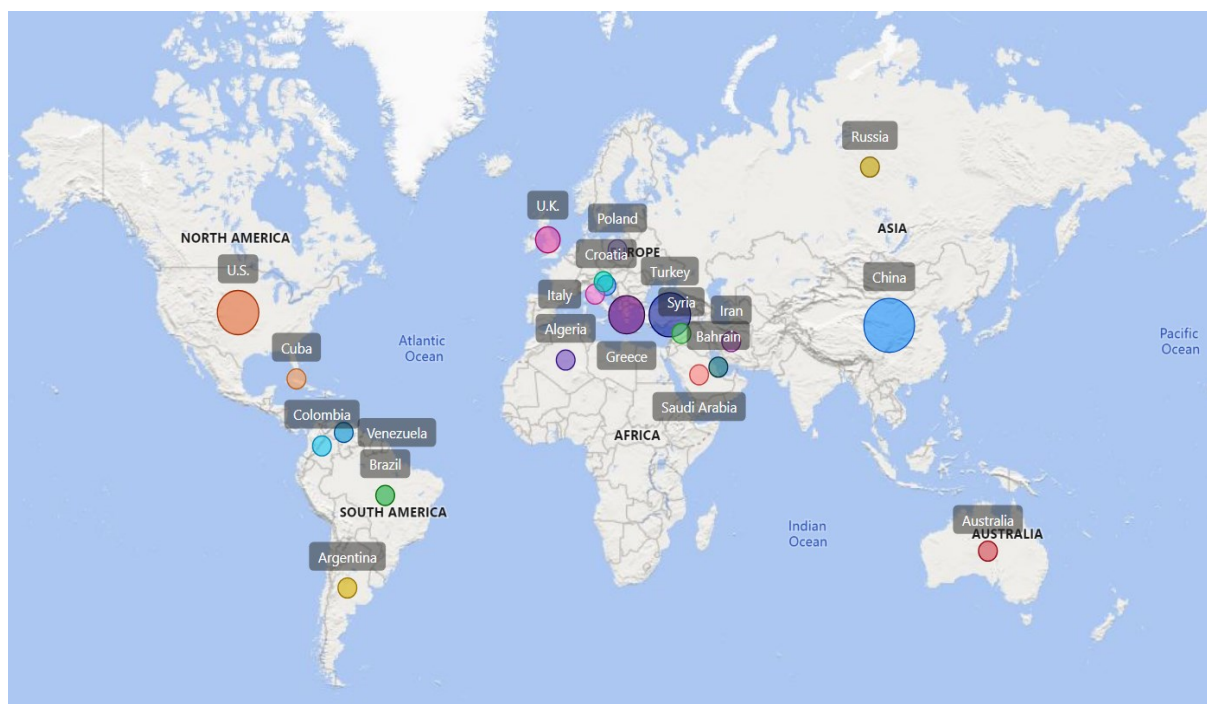 Russia
U.K.
Poland
ASIA
NORTH AMERICA
Croatia
ROPE
U.S.
Turkey
China
Italy
Syria
Iran
Algeria
Bahrain
Atlantic
Ocean
Pacific
Ocean
Cuba
Greece
Saudi Arabia
Colombia
Venezuela
AFRICA
Brazil
SOUTH AMERICA
Australia
Indian
Ocean
AUSTRALIA
Argentina